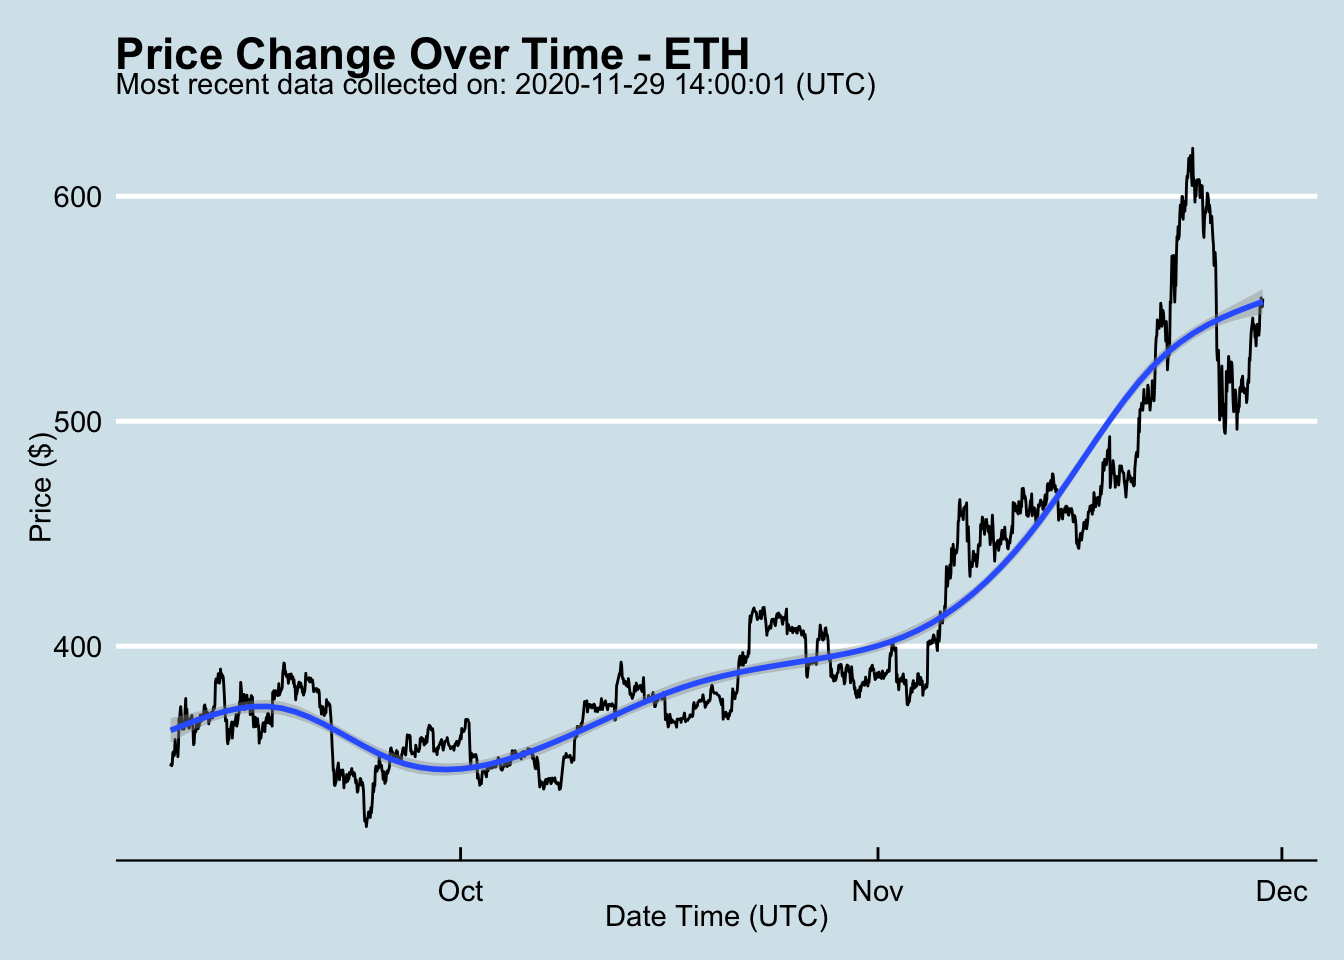 Price Change Over Time - ETH
Most recent data collected on: 2020-11-29 14:00:01 (UTC)
600
500
400
Price ($)
Oct
Nov
Dec
Date Time (UTC)